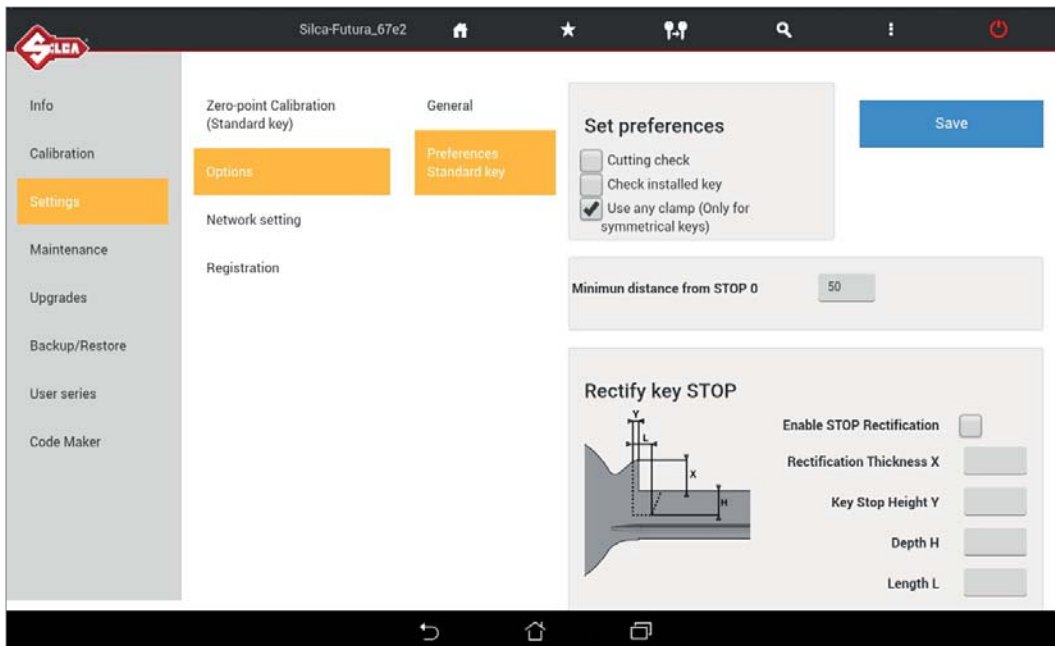 Silca-Futura_67e2
SILCA
Info
Calibration
Settings
Maintenance
Upgrades
Backup/Restore
User series
Code Maker
Zero-point Calibration
(Standard key)
Options
Network setting
Registration
General
Preferences
Standard key
Set preferences
Cutting check
Check installed key
Use any clamp (Only for
symmetrical keys)
Save
Minimun distance from STOP 0
50
Rectify key STOP
Y
L
X
H
Enable STOP Rectification
Rectification Thickness X
Key Stop Height Y
Depth H
Length L